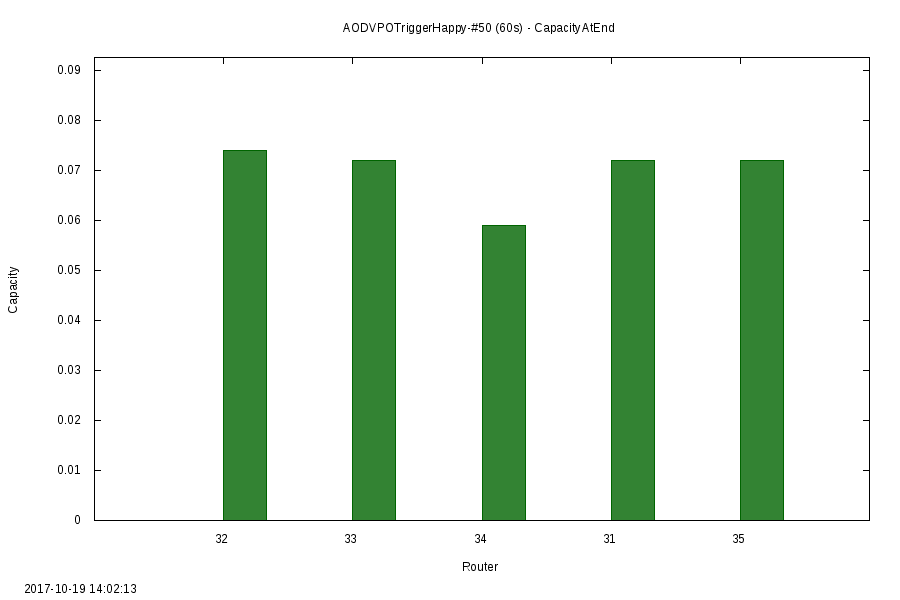 AODVPOTriggerHappy-#50 (60s) - CapacityAtEnd
0.09
0.08
0.07
0.06
0.05
0.04
0.03
0.02
0.01
0
Capacity
32 33 34 31 35
Router
2017-10-19 14:02:13